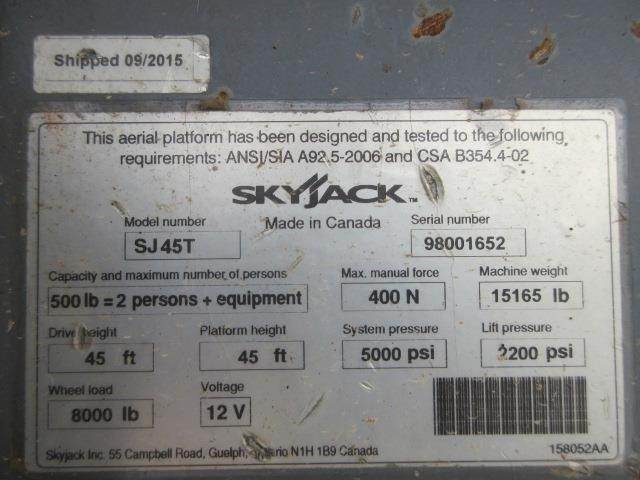 Shipped 09/2015
This aerial platform has been designed and tested to the following
requirements: ANSI/SIA A92.5-2006 and CSA B354.4-02
SKYJACK™
Model number
Made in Canada
Serial number
SJ45T
98001652
Capacity and maximum number of persons
Max. manual force
Machine weight
500 lb = 2 persons + equipment
400 N
15165 lb
Drive height
Platform height
System pressure
Lift pressure
45 ft
45 ft
5000 psi
2200 psi
Wheel load
Voltage
8000 lb
12 V
Skyjack Inc. 55 Campbell Road, Guelph, Ontario N1H 1B9 Canada
158052AA